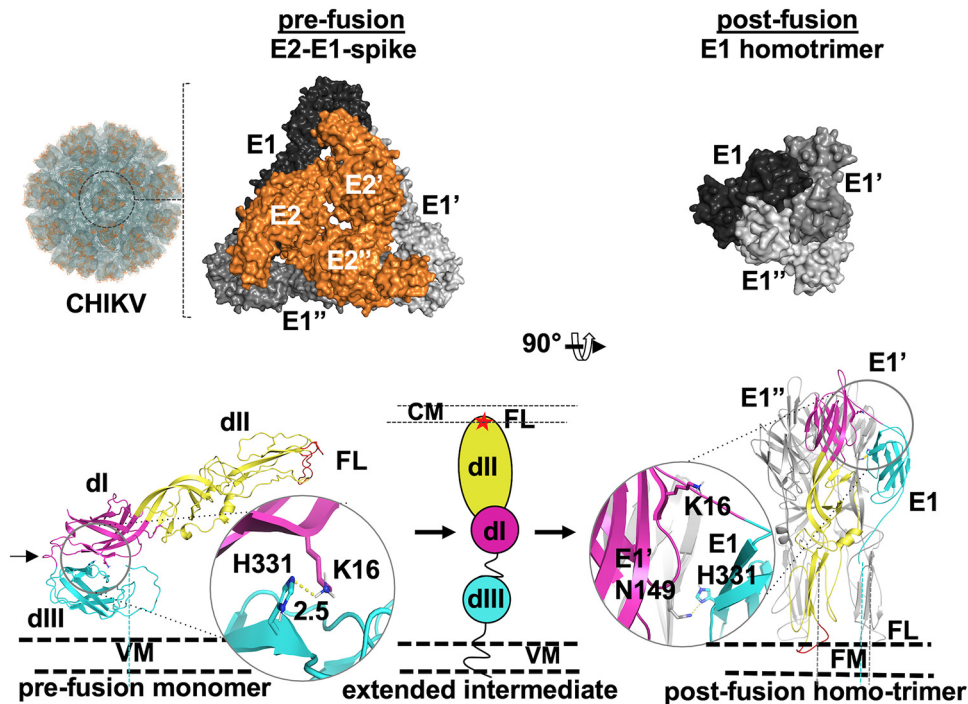 pre-fusion
E2-E1-spike
post-fusion
E1 homotrimer
E1
E2'
E2
E1'
E2"
E1"
CHIKV
E1
E1'
E1"
90°
dII
FL
dI
dIII
H331
K16
2.5
VM
pre-fusion monomer
CM
FL
dII
dI
dIII
VM
extended intermediate
E1'
E1"
K16
E1'
E1
N149
H331
E1
FL
FM
post-fusion homo-trimer